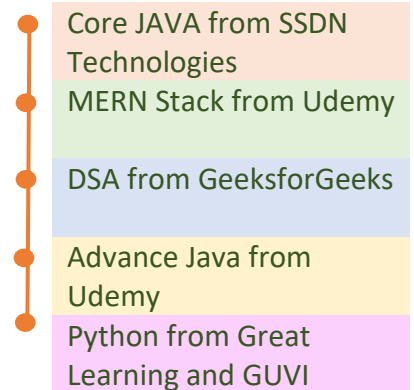 Core JAVA from SSDN
Technologies
MERN Stack from Udemy
DSA from GeeksforGeeks
Advance Java from
Udemy
Python from Great
Learning and GUVI